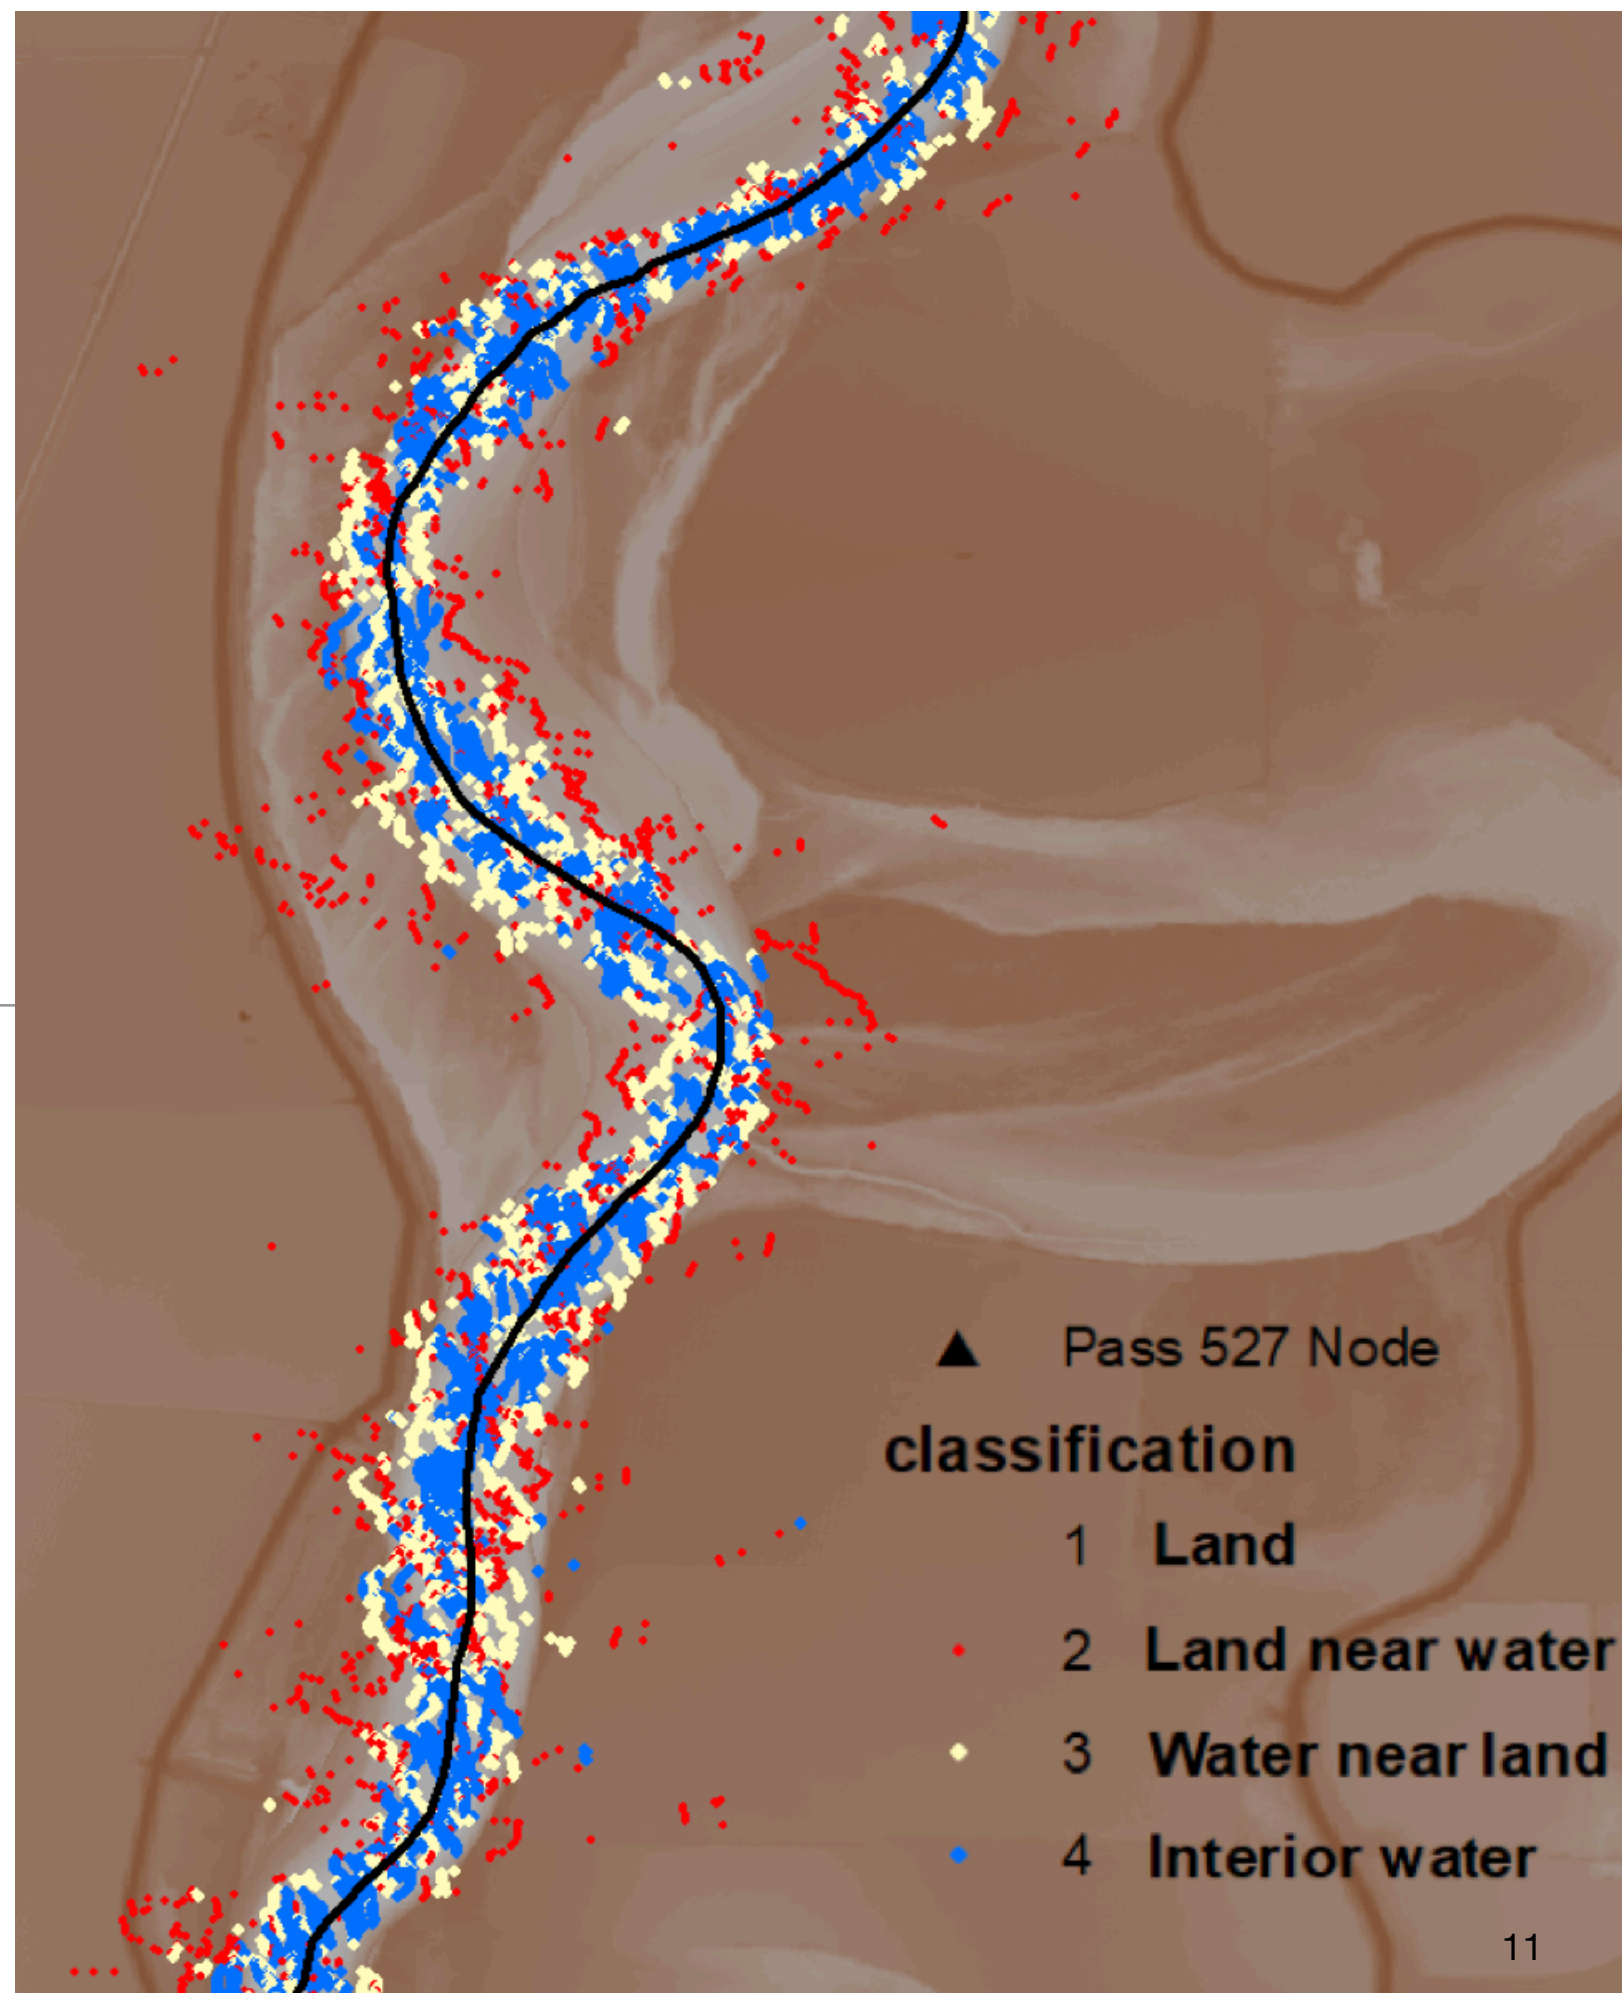 Pass 527 Node
classification
1 Land
2 Land near water
3 Water near land
4 Interior water
11